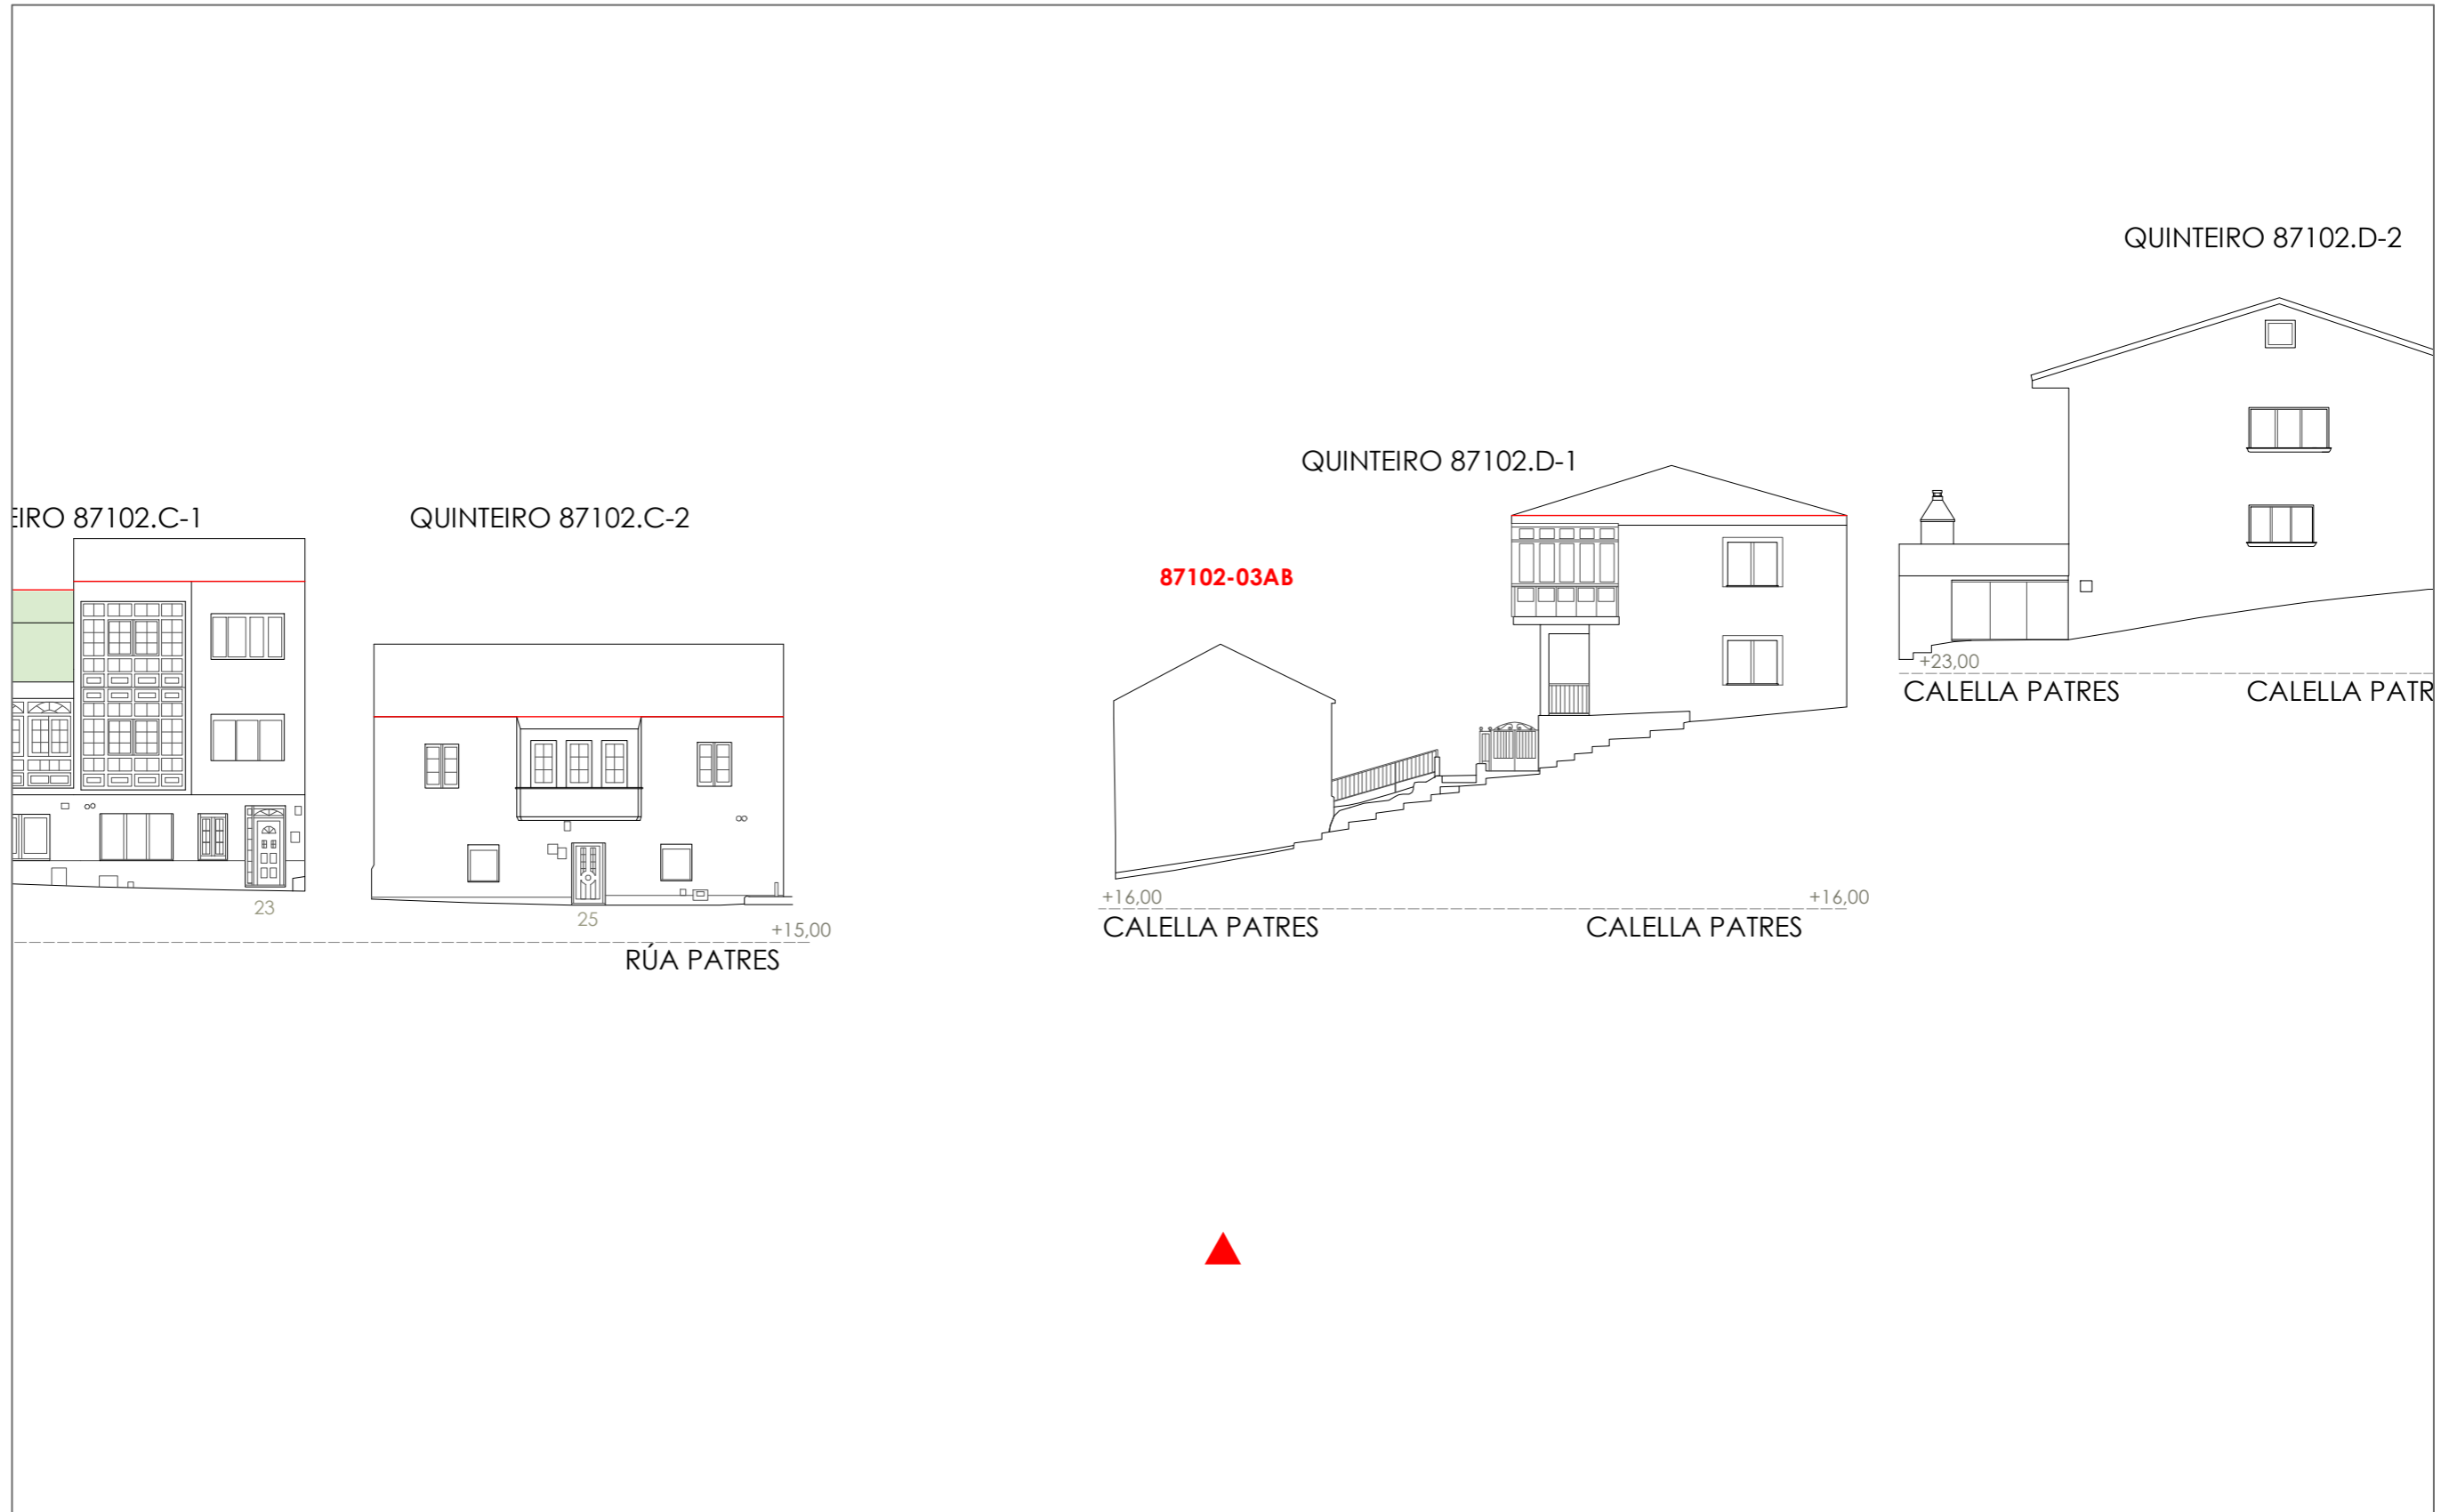 QUINTEIRO 87102.D-2
QUINTEIRO 87102.D-1
EIRO 87102.C-1
QUINTEIRO 87102.C-2
87102-03AB
+23,00
CALELLA PATRES
CALELLA PATR
+16,00
+16,00
CALELLA PATRES
CALELLA PATRES
23
25
+15,00
RÚA PATRES